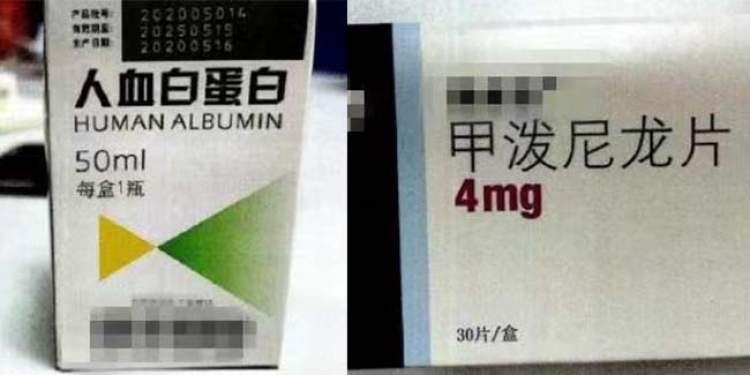 产品批号: 202005014
有效期至: 20250515
生产日期: 20200516
人血白蛋白
HUMAN ALBUMIN
50ml
每盒1瓶
甲泼尼龙片
4mg
30片/盒